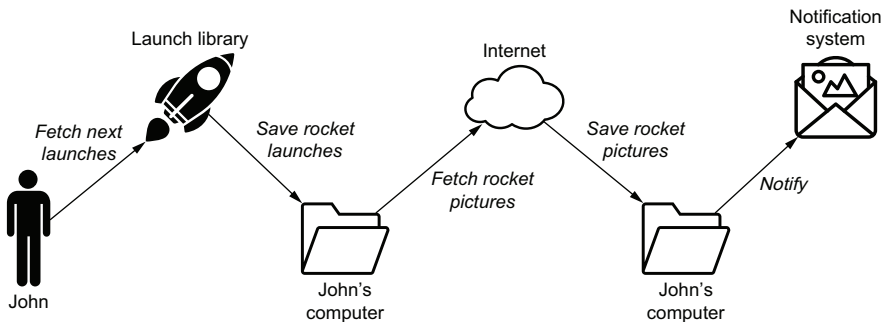 Launch library
Internet
Notification
system
Fetch next
launches
Save rocket
launches
Fetch rocket
pictures
Save rocket
pictures
Notify
John
John’s
computer
John’s
computer